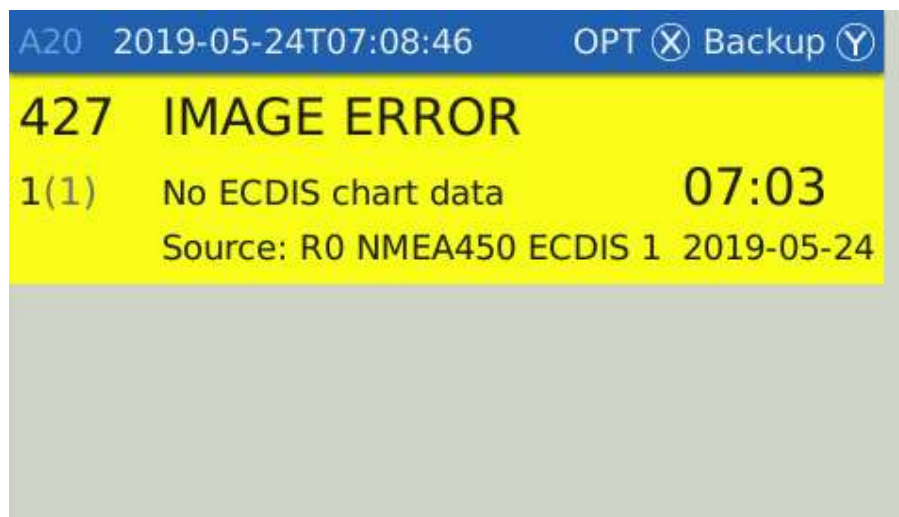 A20 2019-05-24T07:08:46 OPT Ⓧ Backup Ⓨ
427 IMAGE ERROR
1(1) No ECDIS chart data 07:03
Source: R0 NMEA450 ECDIS 1 2019-05-24